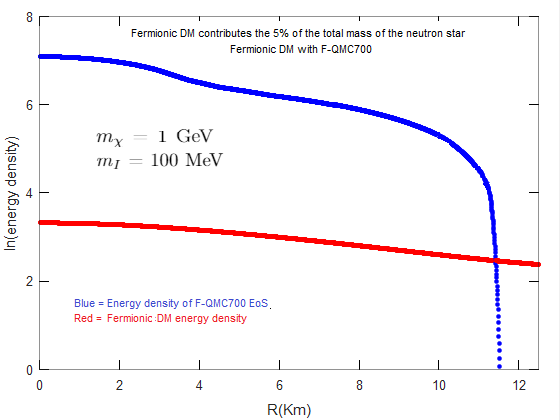 Fermionic DM contributes the 5% of the total mass of the neutron star
Fermionic DM with F-QMC700
8
6
4
2
0
ln(energy density)
mχ = 1 GeV
mI = 100 MeV
Blue = Energy density of F-QMC700 EoS.
Red = Fermionic DM energy density
0 2 4 6 8 10 12
R(Km)